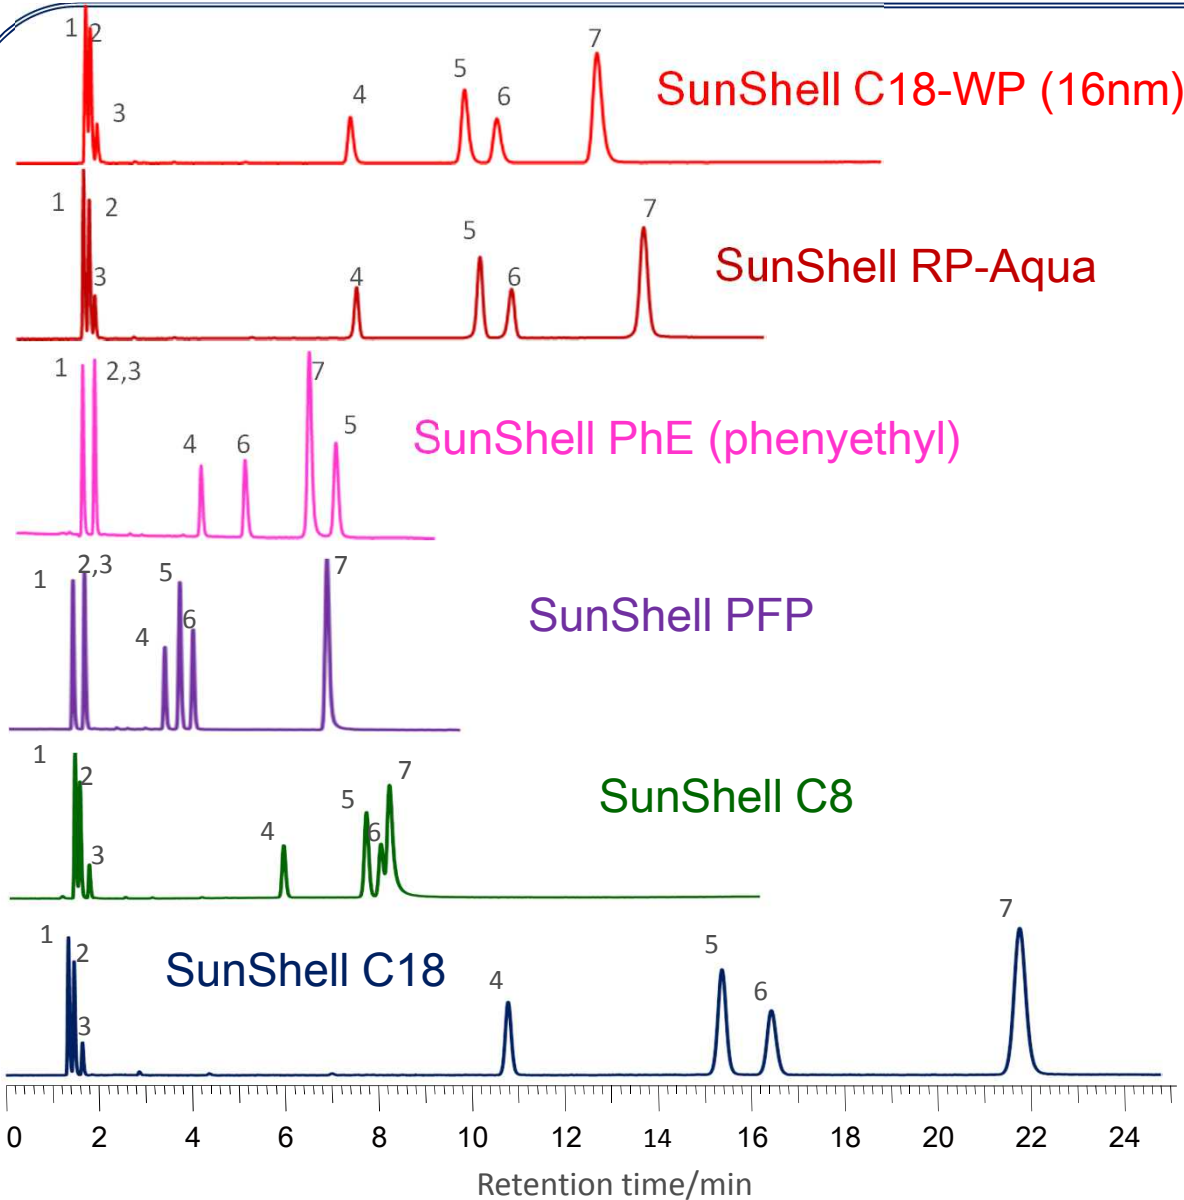 1 2 3 4 5 6 7
SunShell C18-WP (16nm)
1 2 3 4 5 6 7
SunShell RP-Aqua
1 2,3 4 6 7 5
SunShell PhE (phenyethyl)
1 2,3 4 5 6 7
SunShell PFP
1 2 3 4 5 6 7
SunShell C8
1 2 3 4 5 6 7
SunShell C18
0 2 4 6 8 10 12 14 16 18 20 22 24
Retention time/min